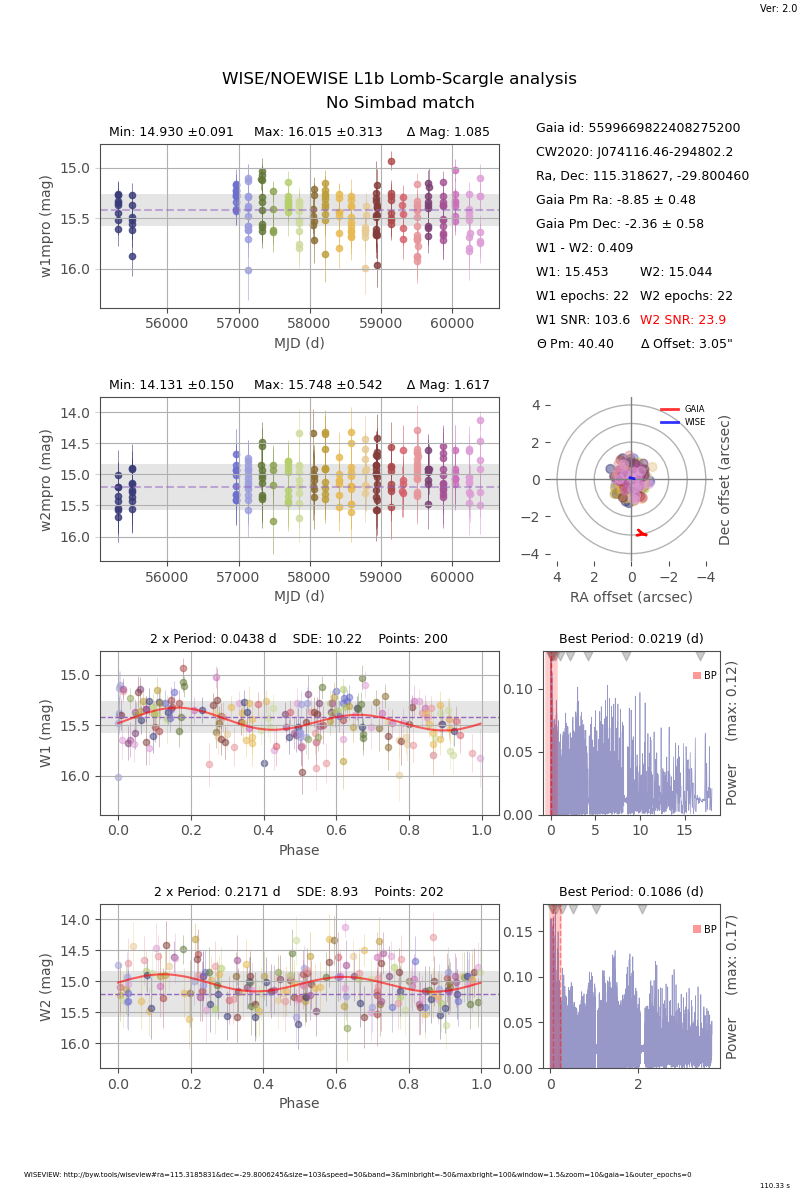 Ver: 2.0
WISE/NOEWISE L1b Lomb-Scargle analysis
No Simbad match
Min: 14.930 ±0.091 Max: 16.015 ±0.313 Δ Mag: 1.085
15.0
15.5
16.0
w1mpro (mag)
56000 57000 58000 59000 60000
MJD (d)
Gaia id: 5599669822408275200
CW2020: J074116.46-294802.2
Ra, Dec: 115.318627, -29.800460
Gaia Pm Ra: -8.85 ± 0.48
Gaia Pm Dec: -2.36 ± 0.58
W1 - W2: 0.409
W1: 15.453 W2: 15.044
W1 epochs: 22 W2 epochs: 22
W1 SNR: 103.6 W2 SNR: 23.9
Θ Pm: 40.40 Δ Offset: 3.05"
Min: 14.131 ±0.150 Max: 15.748 ±0.542 Δ Mag: 1.617
14.0
14.5
15.0
15.5
16.0
w2mpro (mag)
56000 57000 58000 59000 60000
MJD (d)
GAIA
WISE
4
2
0
−2
−4
4 2 0 −2 −4
RA offset (arcsec)
Dec offset (arcsec)
2 x Period: 0.0438 d SDE: 10.22 Points: 200
15.0
15.5
16.0
W1 (mag)
0.0 0.2 0.4 0.6 0.8 1.0
Phase
Best Period: 0.0219 (d)
BP
0.10
0.05
0.00
0 5 10 15
Power (max: 0.12)
2 x Period: 0.2171 d SDE: 8.93 Points: 202
14.0
14.5
15.0
15.5
16.0
W2 (mag)
0.0 0.2 0.4 0.6 0.8 1.0
Phase
Best Period: 0.1086 (d)
BP
0.15
0.10
0.05
0.00
0 2
Power (max: 0.17)
WISEVIEW: http://byw.tools/wiseview#ra=115.3185831&dec=-29.8006245&size=103&speed=50&band=3&minbright=-50&maxbright=100&window=1.5&zoom=10&gaia=1&outer_epochs=0
110.33 s